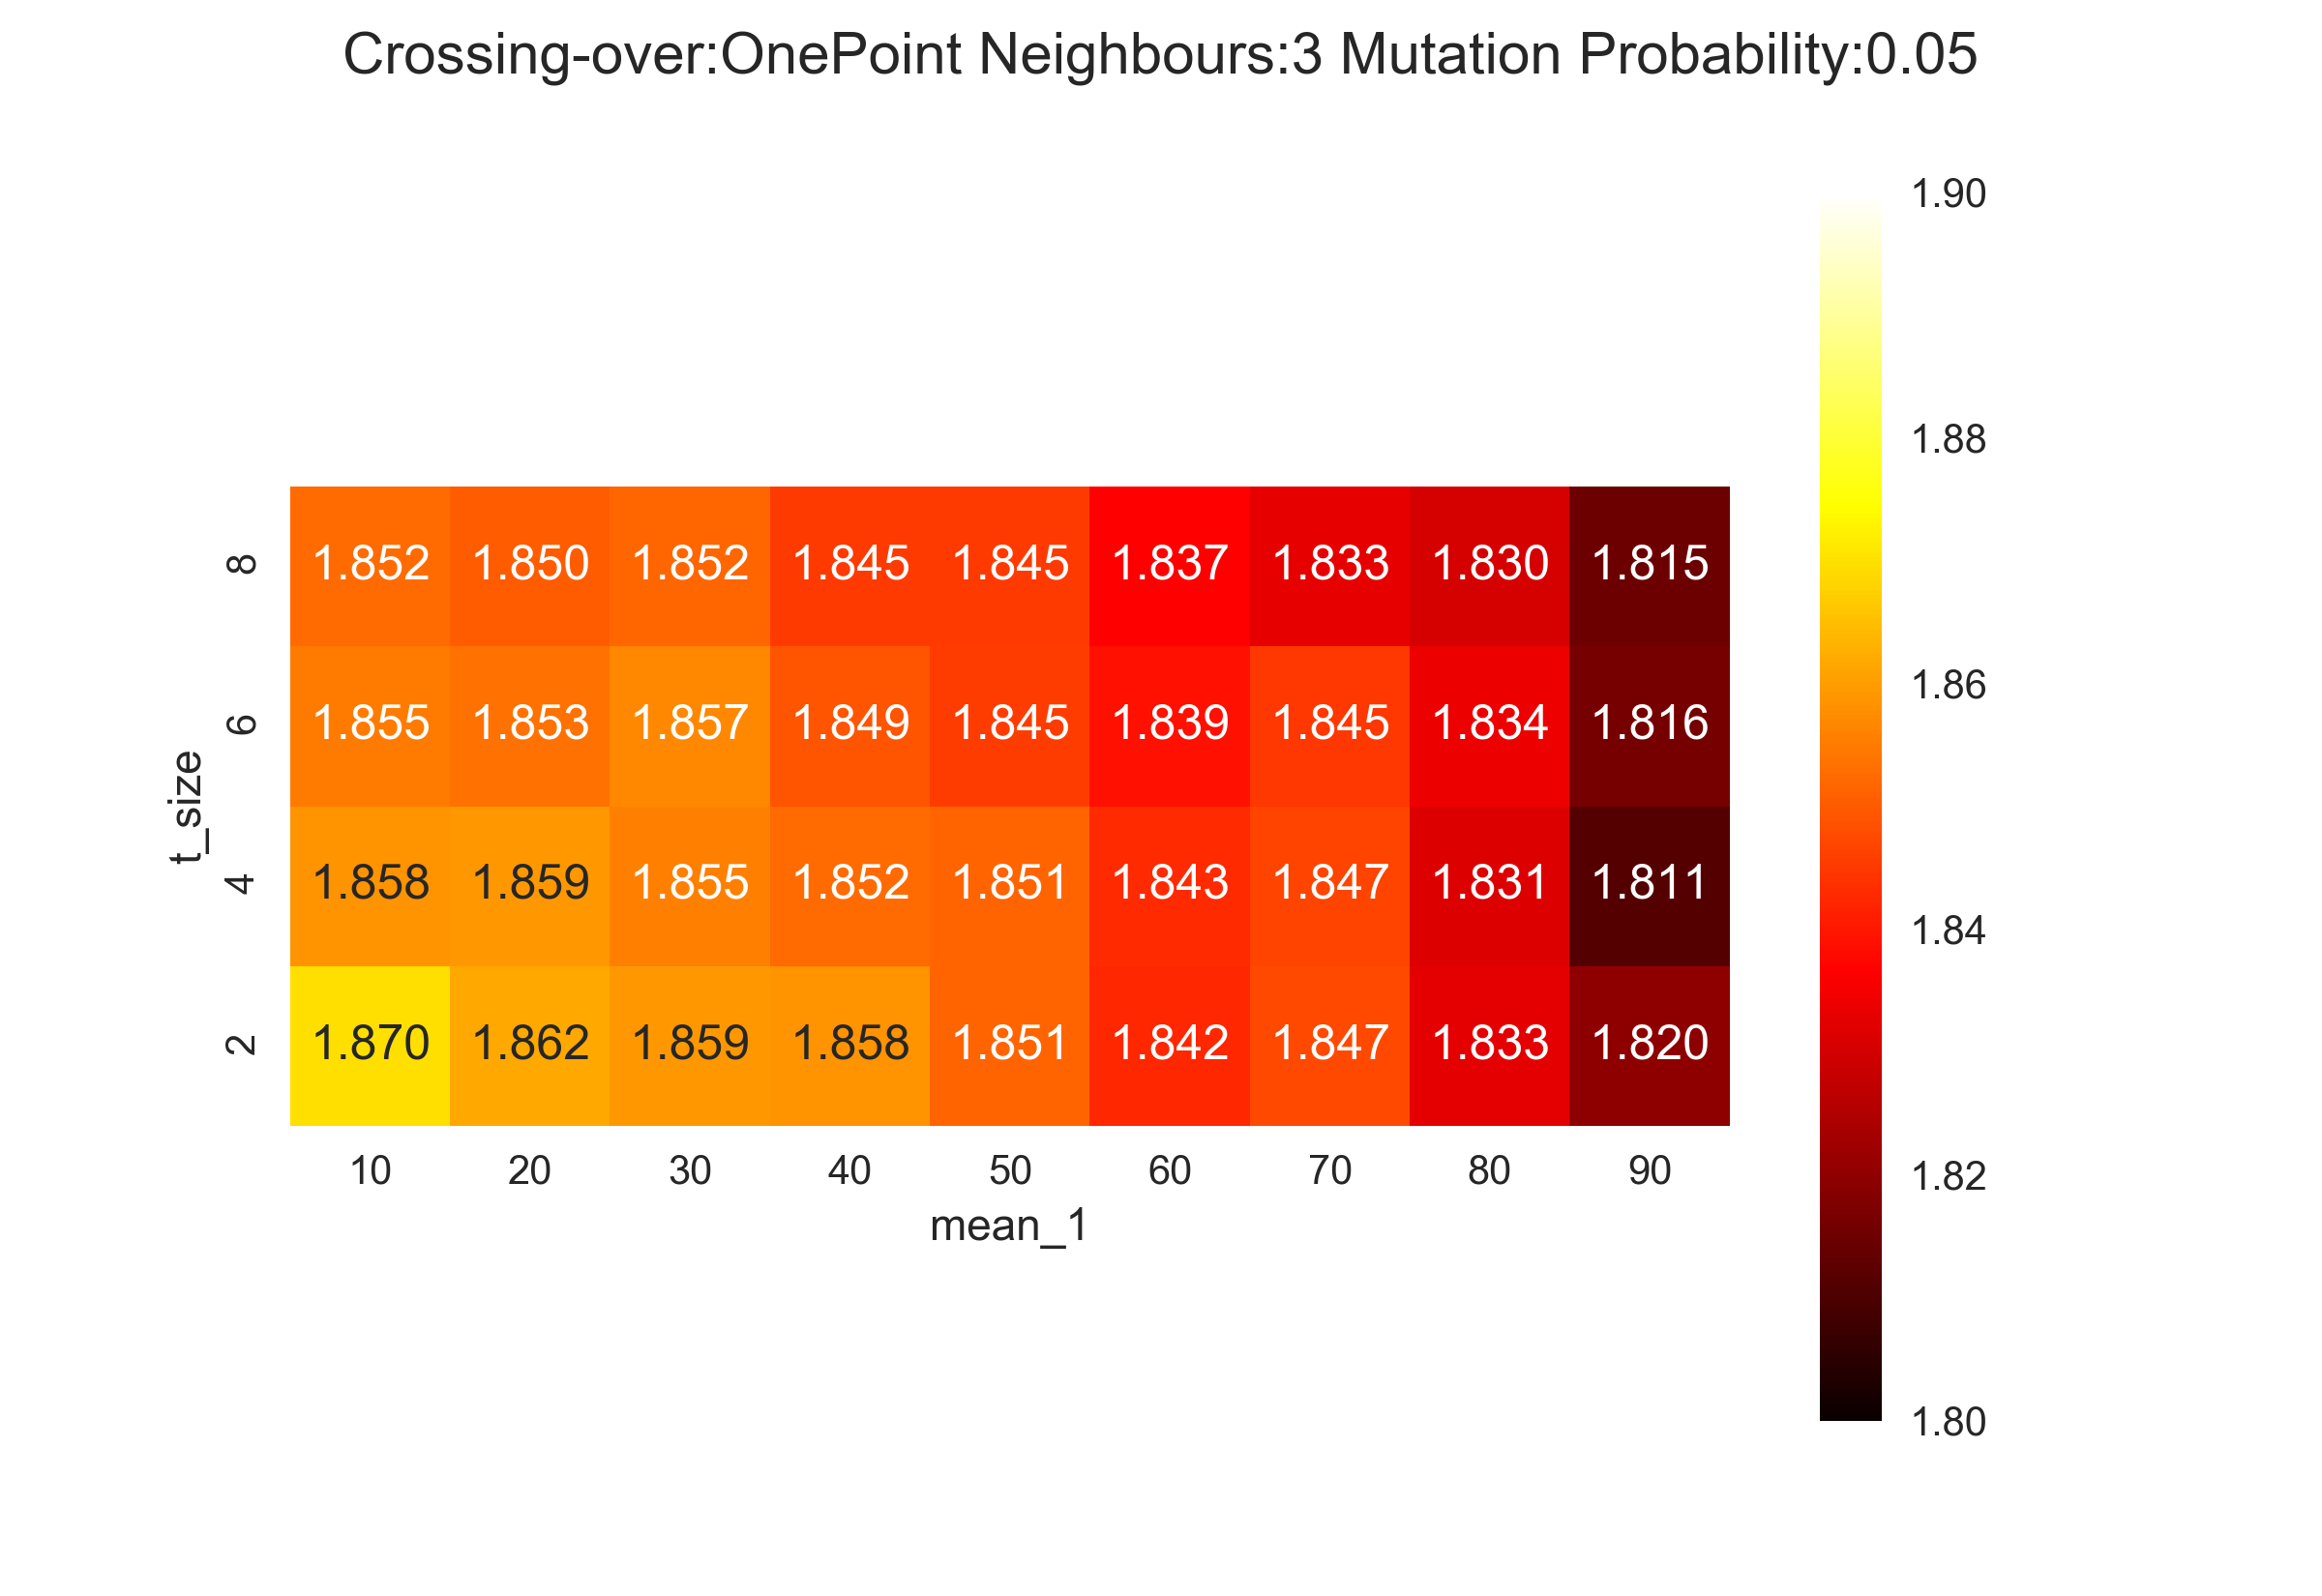 Crossing-over:OnePoint Neighbours:3 Mutation Probability:0.05
1.90
1.88
1.86
1.84
1.82
1.80
t_size
8 1.852 1.850 1.852 1.845 1.845 1.837 1.833 1.830 1.815
6 1.855 1.853 1.857 1.849 1.845 1.839 1.845 1.834 1.816
4 1.858 1.859 1.855 1.852 1.851 1.843 1.847 1.831 1.811
2 1.870 1.862 1.859 1.858 1.851 1.842 1.847 1.833 1.820
10 20 30 40 50 60 70 80 90
mean_1